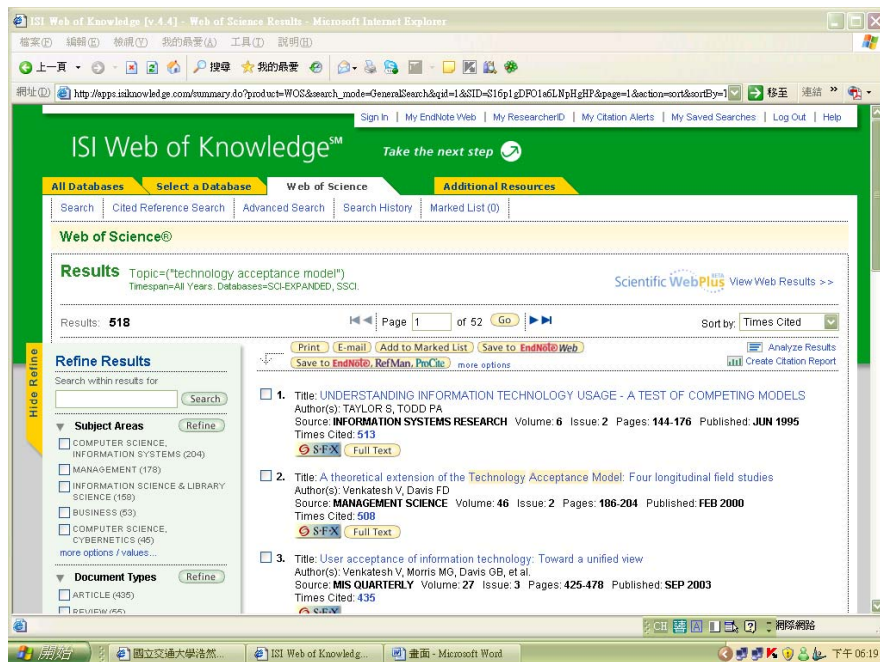 ISI Web of Knowledge [v.4.4] - Web of Science Results - Microsoft Internet Explorer
檔案(F) 編輯(E) 檢視(V) 我的最愛(A) 工具(T) 說明(H)
上一頁 搜尋 我的最愛
網址(D) http://apps.isiknowledge.com/summary.do?product=WOS&search_mode=GeneralSearch&qid=1&SID=S16p1gDFO1a6LNpHgHP&page=1&action=sort&sortBy=1 移至 連結 »
Sign In | My EndNote Web | My ResearcherID | My Citation Alerts | My Saved Searches | Log Out | Help
ISI Web of Knowledge℠ Take the next step
All Databases Select a Database Web of Science Additional Resources
Search Cited Reference Search Advanced Search Search History Marked List (0)
Web of Science®
Results Topic=("technology acceptance model")
Timespan=All Years. Databases=SCI-EXPANDED, SSCI.
Scientific WebPlus BETA View Web Results >>
Results: 518 Page 1 of 52 Go Sort by: Times Cited
Print E-mail Add to Marked List Save to EndNote Web
Save to EndNote, RefMan, ProCite more options
Analyze Results
Create Citation Report
Hide Refine
Refine Results
Search within results for
Search
Subject Areas Refine
COMPUTER SCIENCE, INFORMATION SYSTEMS (204)
MANAGEMENT (178)
INFORMATION SCIENCE & LIBRARY SCIENCE (158)
BUSINESS (53)
COMPUTER SCIENCE, CYBERNETICS (45)
more options / values...
Document Types Refine
ARTICLE (435)
REVIEW (55)
1. Title: UNDERSTANDING INFORMATION TECHNOLOGY USAGE - A TEST OF COMPETING MODELS
Author(s): TAYLOR S, TODD PA
Source: INFORMATION SYSTEMS RESEARCH Volume: 6 Issue: 2 Pages: 144-176 Published: JUN 1995
Times Cited: 513
S·F·X Full Text
2. Title: A theoretical extension of the Technology Acceptance Model: Four longitudinal field studies
Author(s): Venkatesh V, Davis FD
Source: MANAGEMENT SCIENCE Volume: 46 Issue: 2 Pages: 186-204 Published: FEB 2000
Times Cited: 508
S·F·X Full Text
3. Title: User acceptance of information technology: Toward a unified view
Author(s): Venkatesh V, Morris MG, Davis GB, et al.
Source: MIS QUARTERLY Volume: 27 Issue: 3 Pages: 425-478 Published: SEP 2003
Times Cited: 435
S·F·X
CH 網際網路
開始 國立交通大學浩然... ISI Web of Knowledg... 畫面 - Microsoft Word 下午 06:19